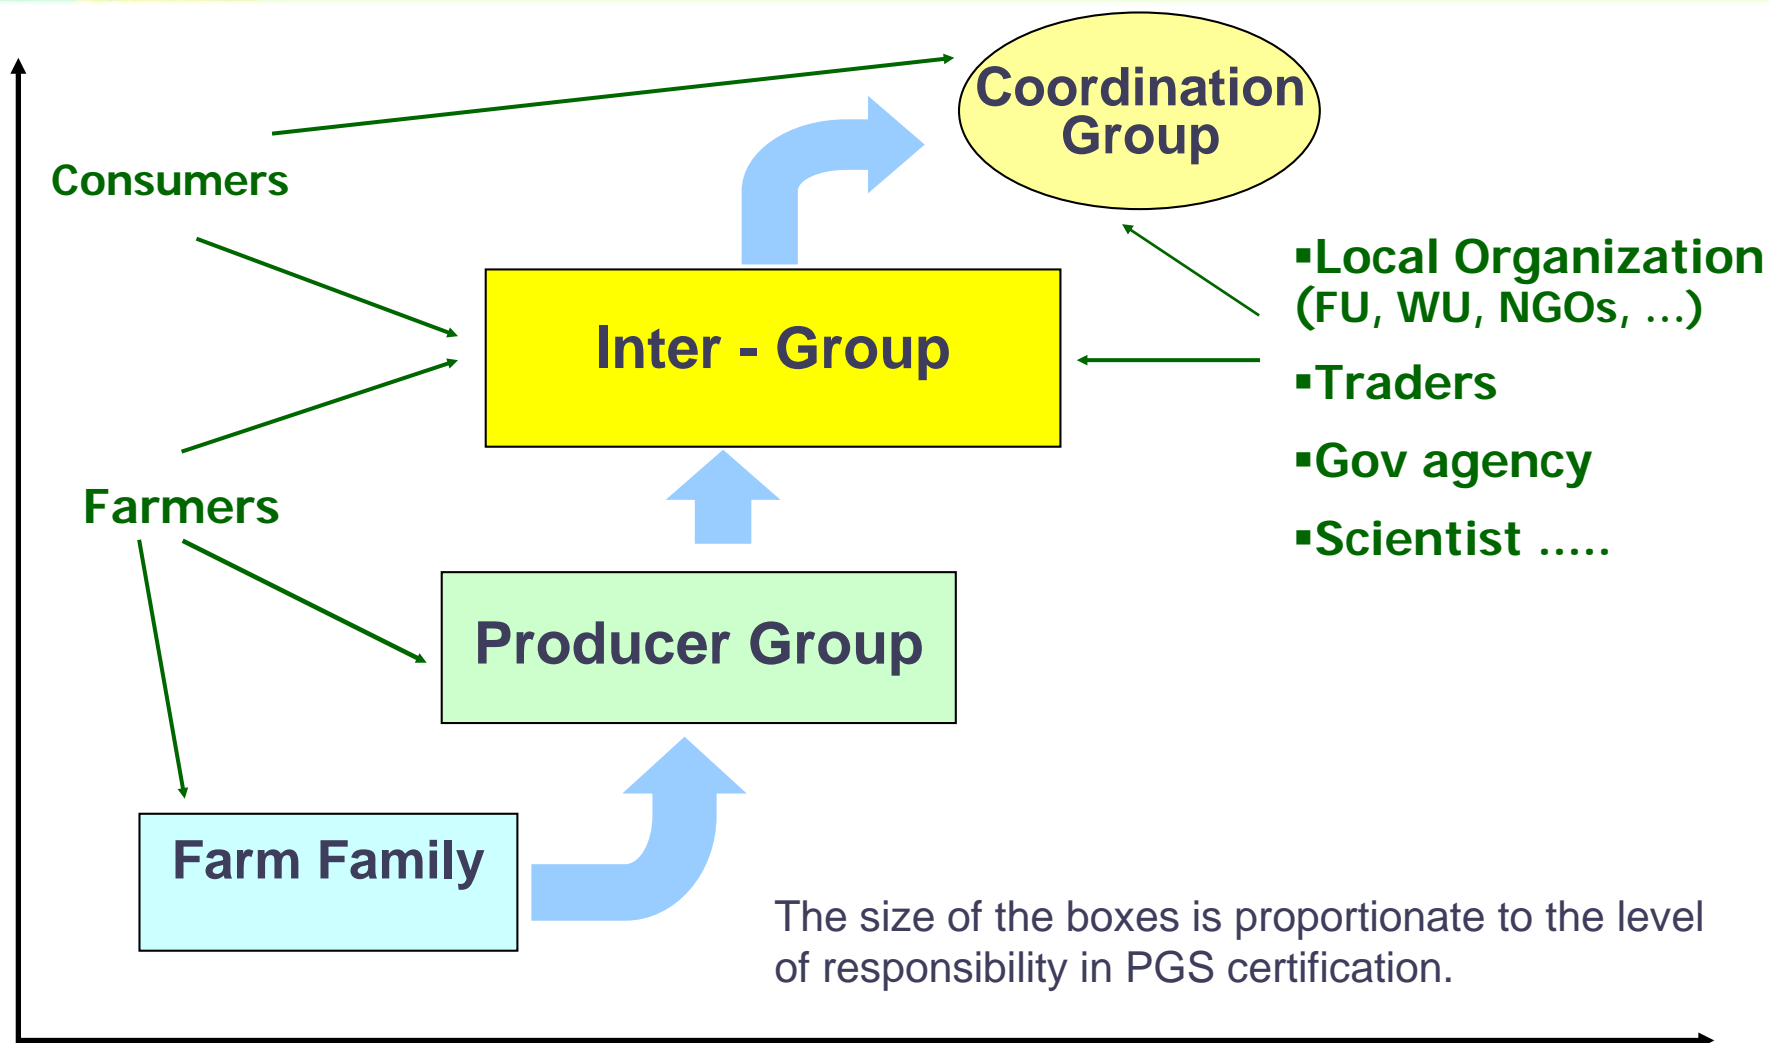 Coordination
Group
Consumers
▪Local Organization
(FU, WU, NGOs, ...)
Inter - Group
▪Traders
▪Gov agency
Farmers
▪Scientist .....
Producer Group
Farm Family
The size of the boxes is proportionate to the level
of responsibility in PGS certification.